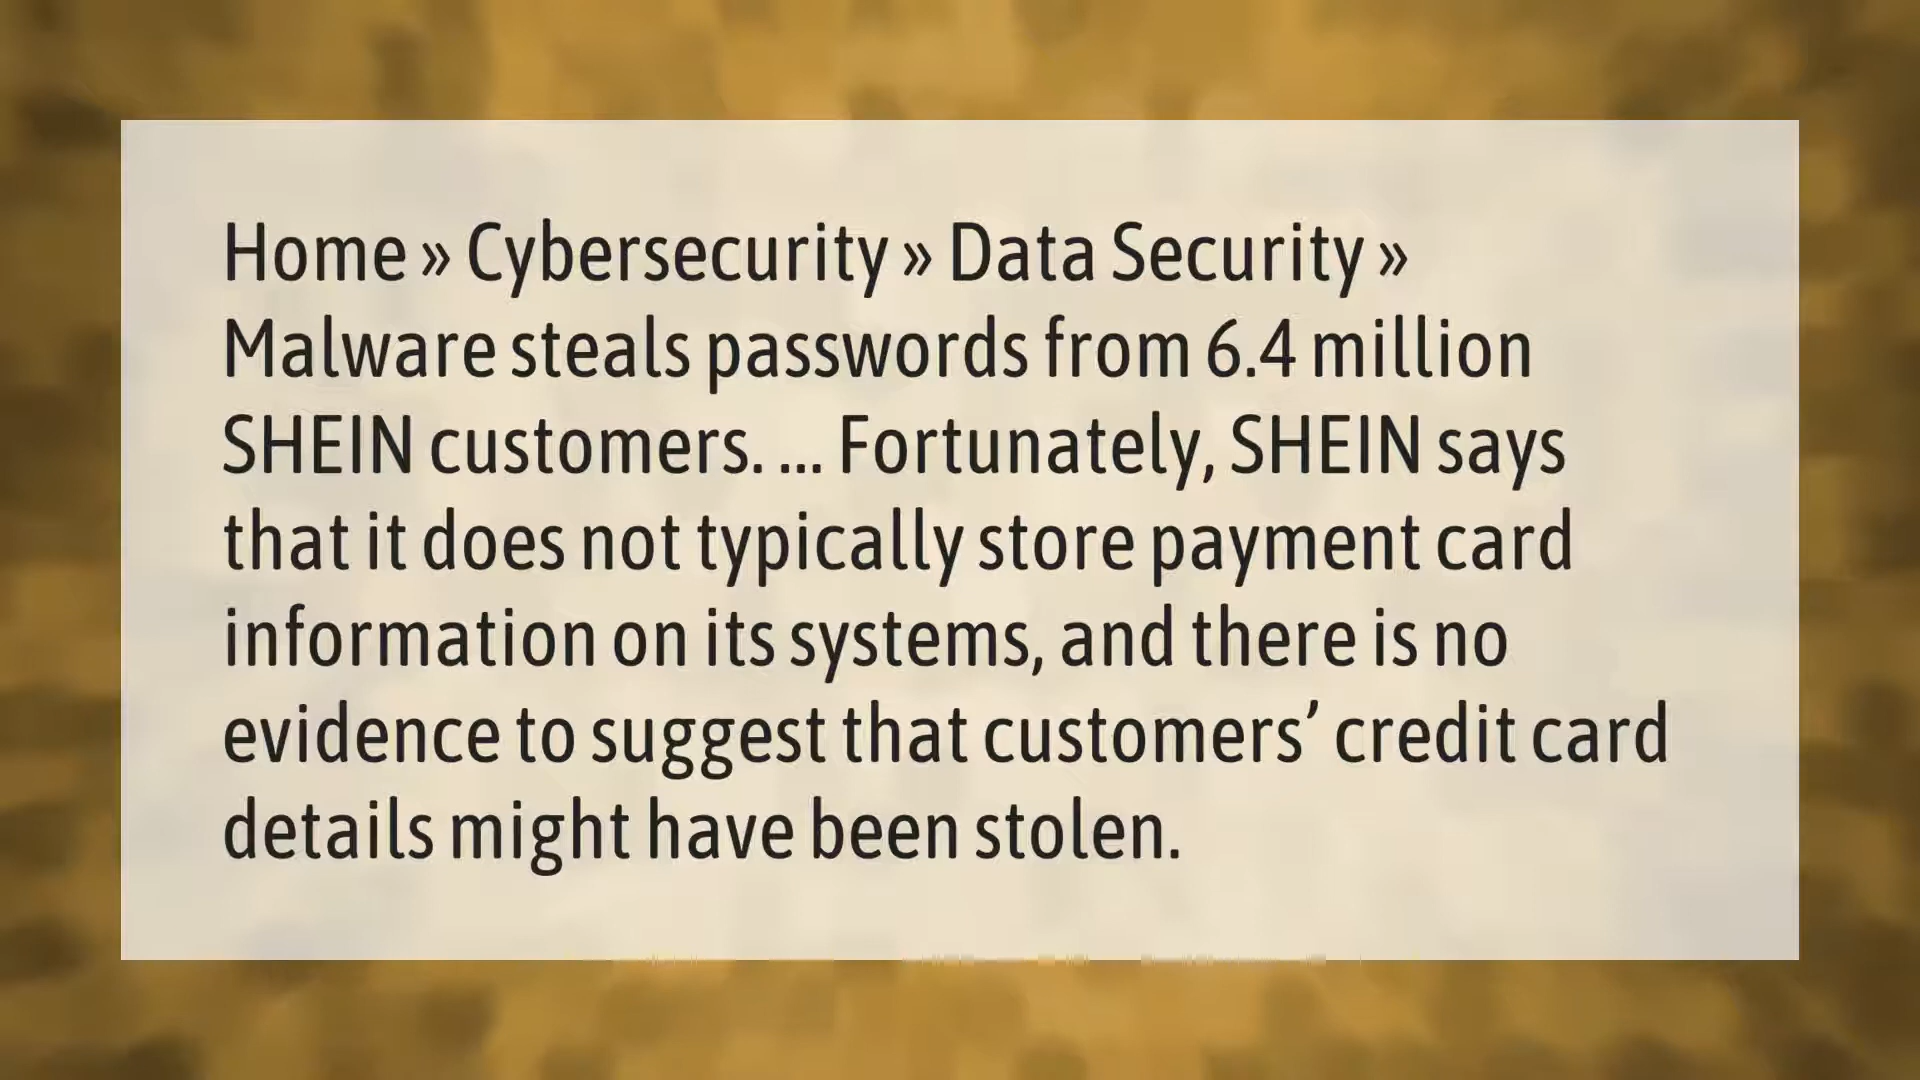 Home » Cybersecurity » Data Security »
Malware steals passwords from 6.4 million
SHEIN customers. ... Fortunately, SHEIN says
that it does not typically store payment card
information on its systems, and there is no
evidence to suggest that customers’ credit card
details might have been stolen.